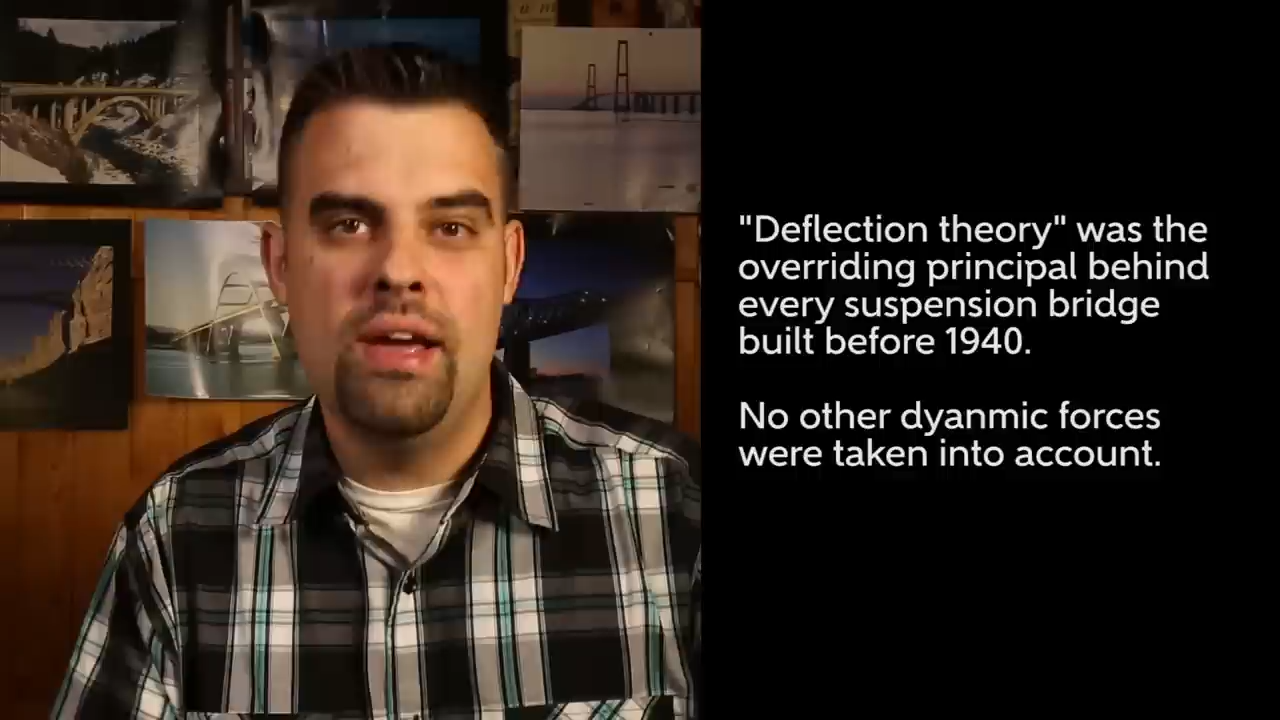 "Deflection theory" was the
overriding principal behind
every suspension bridge
built before 1940.
No other dyanmic forces
were taken into account.